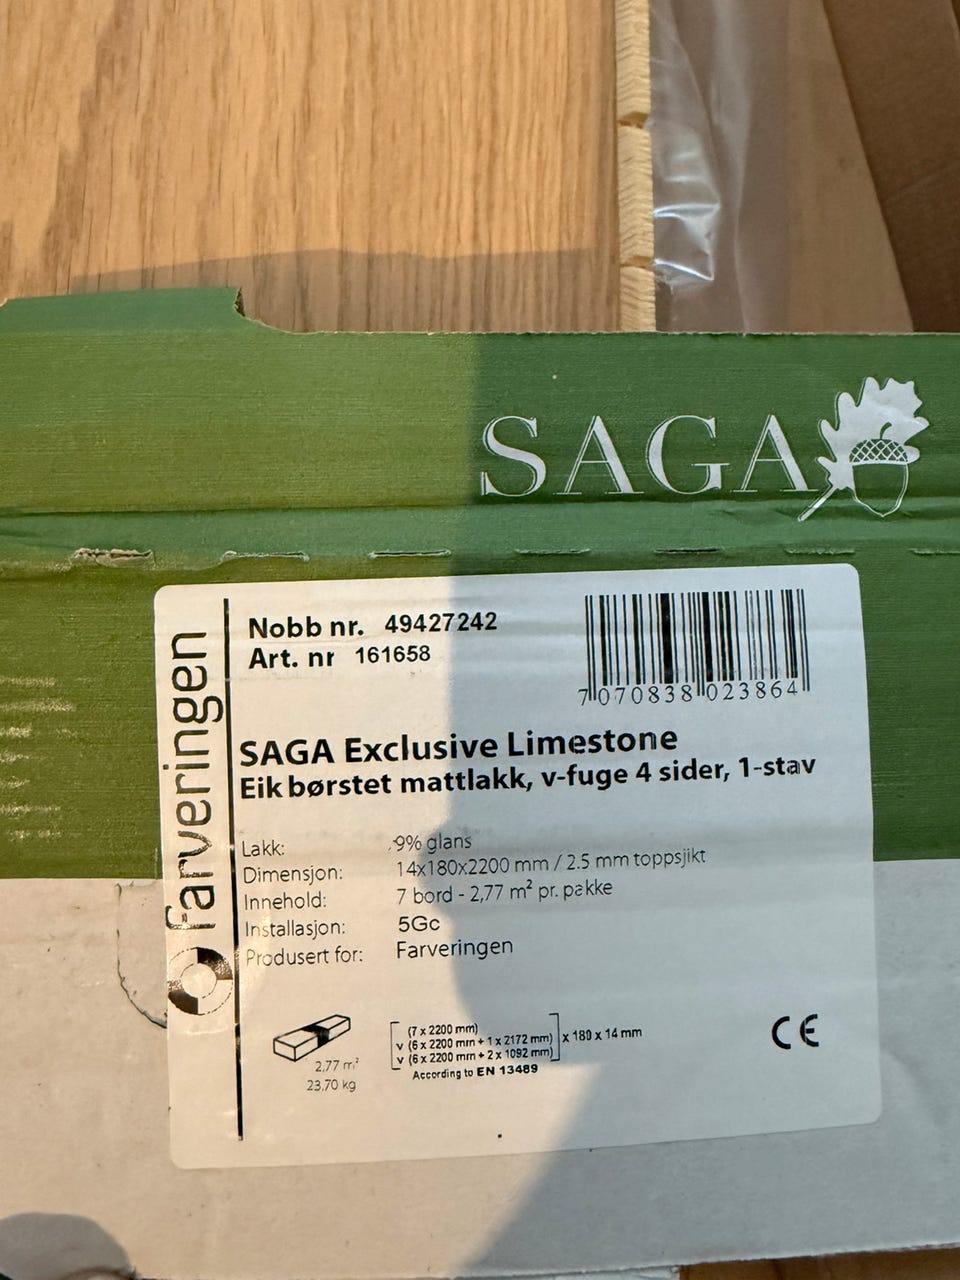 SAGA
farveringen
Nobb nr. 49427242
Art. nr 161658
7 070838 023864
SAGA Exclusive Limestone
Eik børstet mattlakk, v-fuge 4 sider, 1-stav
Lakk: 9% glans
Dimensjon: 14x180x2200 mm / 2.5 mm toppsjikt
Innehold: 7 bord - 2,77 m² pr. pakke
Installasjon: 5Gc
Produsert for: Farveringen
2,77 m²
23,70 kg
(7 x 2200 mm)
v (6 x 2200 mm + 1 x 2172 mm) x 180 x 14 mm
v (6 x 2200 mm + 2 x 1092 mm)
According to EN 13489
CE